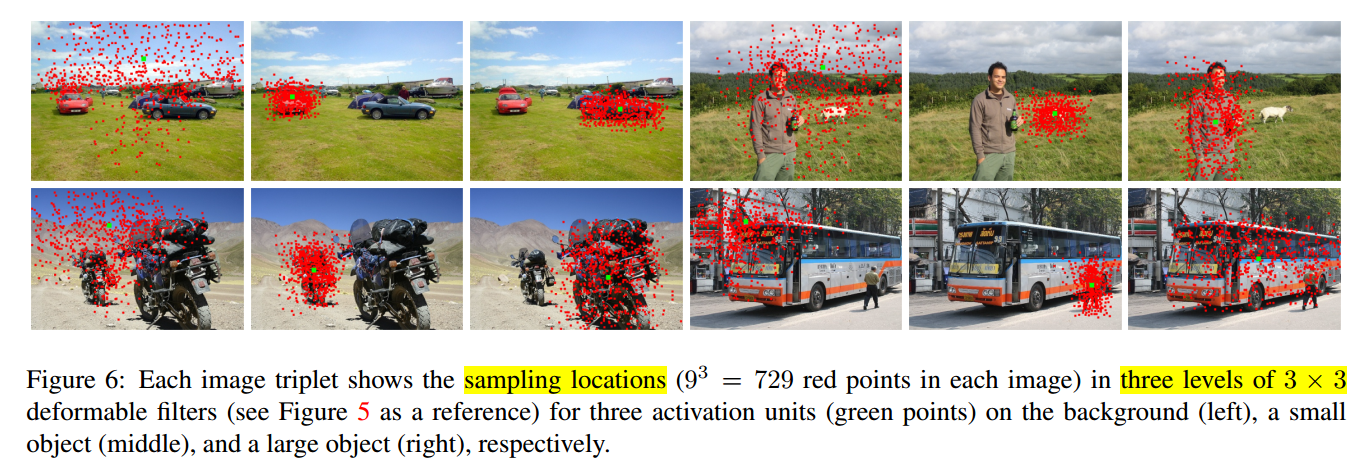 Figure 6: Each image triplet shows the sampling locations (9³ = 729 red points in each image) in three levels of 3 × 3
deformable filters (see Figure 5 as a reference) for three activation units (green points) on the background (left), a small
object (middle), and a large object (right), respectively.